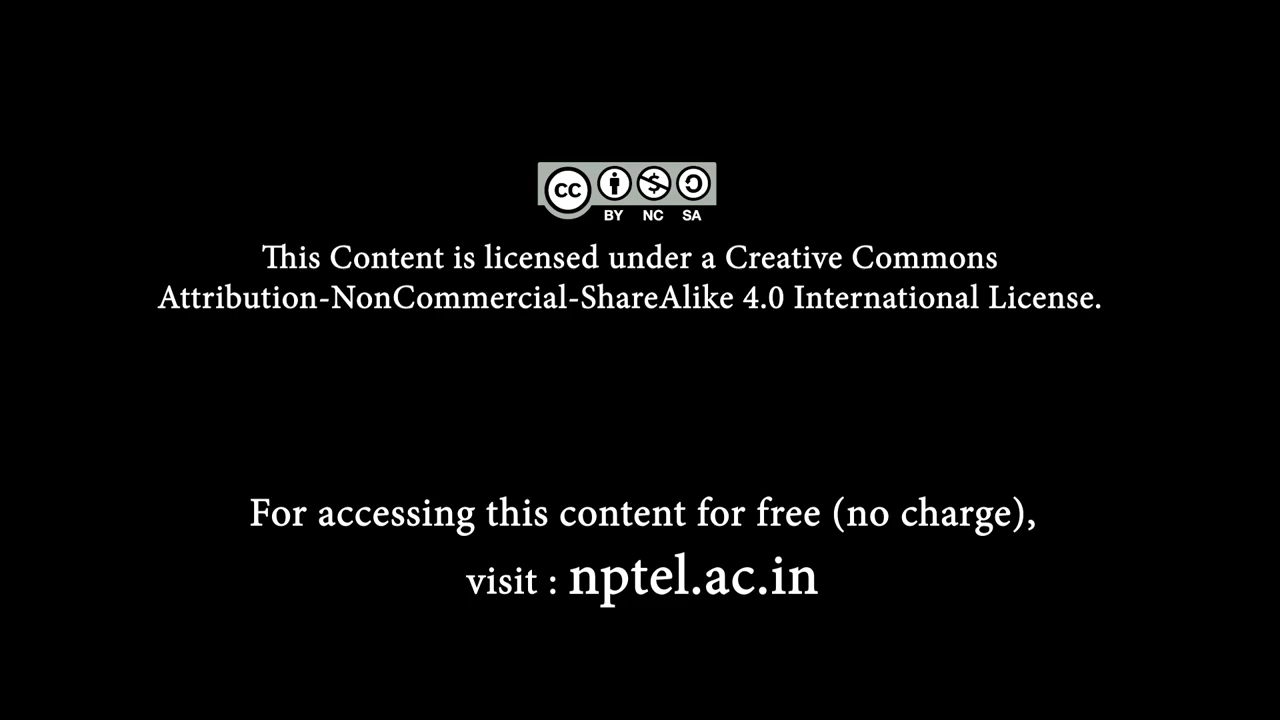 cc
BY NC SA
This Content is licensed under a Creative Commons
Attribution-NonCommercial-ShareAlike 4.0 International License.
For accessing this content for free (no charge),
visit : nptel.ac.in